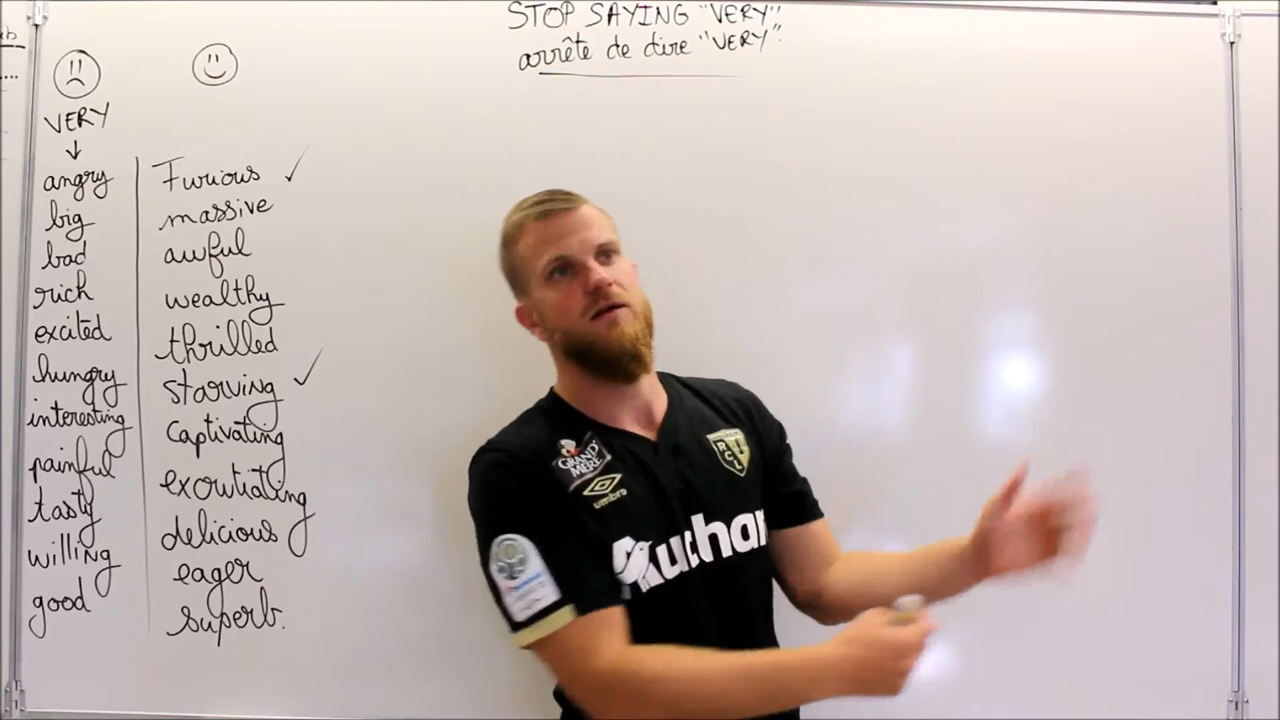 STOP SAYING "VERY"
arrête de dire "VERY"
VERY
angry
big
bad
rich
excited
hungry
interesting
painful
tasty
willing
good
Furious
massive
awful
wealthy
thrilled
starving
captivating
excrutiating
delicious
eager
superb.
GRAND'
MÈRE
umbro
RCL
Auchan